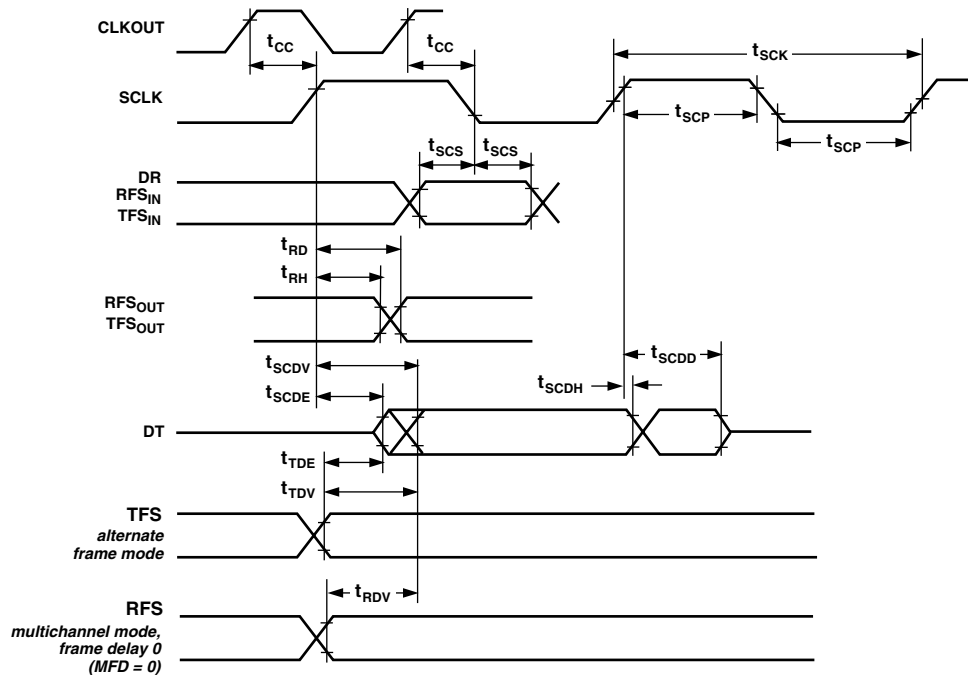 CLKOUT
tCC
tCC
tSCK
SCLK
tSCP
tSCP
tSCS
tSCS
DR
RFSIN
TFSIN
tRD
tRH
RFSOUT
TFSOUT
tSCDV
tSCDD
tSCDE
tSCDH
DT
tTDE
tTDV
TFS
alternate
frame mode
tRDV
RFS
multichannel mode,
frame delay 0
(MFD = 0)